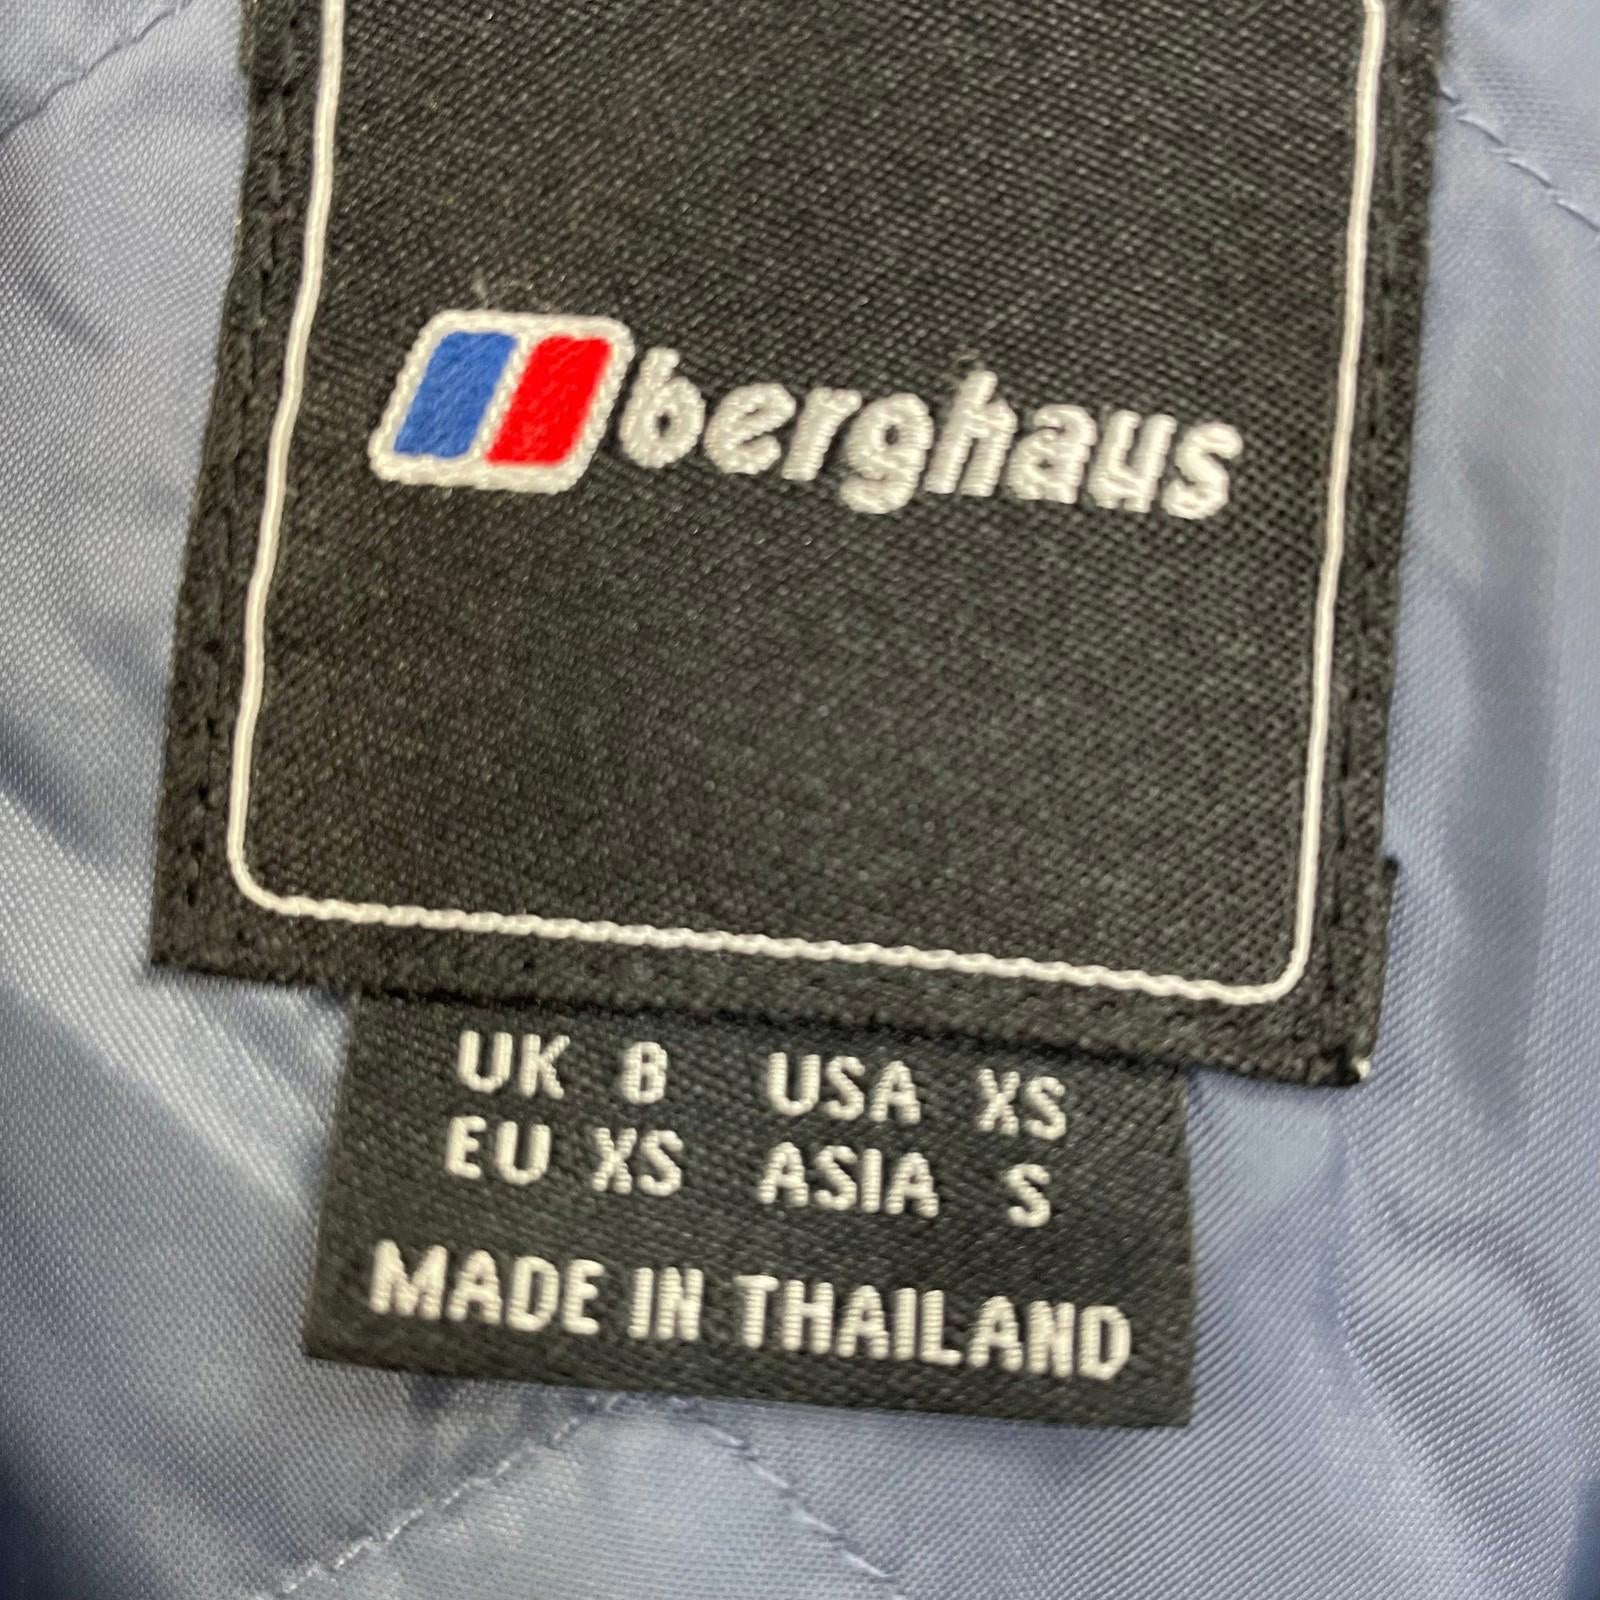 berghaus
UK 8 USA XS
EU XS ASIA S
MADE IN THAILAND